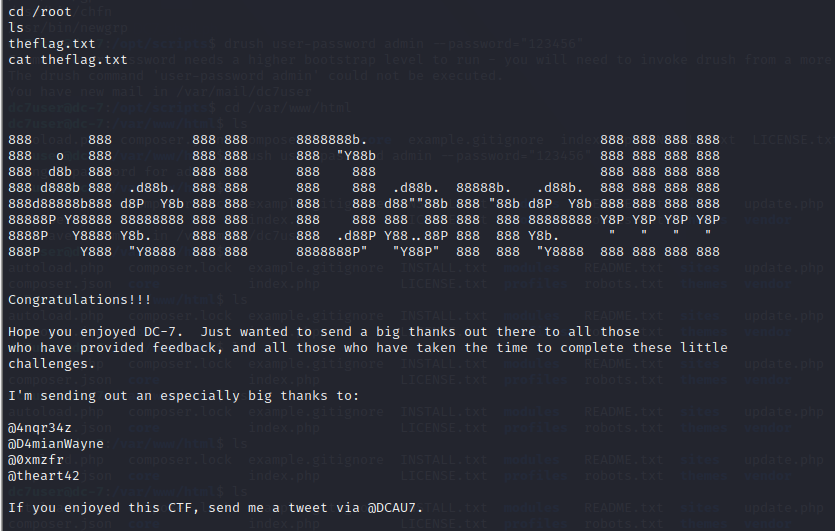 cd /root
ls
theflag.txt
cat theflag.txt
888       888          888 888      8888888b.                             888 888 888 888
888   o   888          888 888      888  "Y88b                            888 888 888 888
888  d8b  888          888 888      888    888                            888 888 888 888
888 d888b 888  .d88b.  888 888      888    888  .d88b.  88888b.   .d88b.  888 888 888 888
888d88888b888 d8P  Y8b 888 888      888    888 d88""88b 888 "88b d8P  Y8b 888 888 888 888
88888P Y88888 88888888 888 888      888    888 888  888 888  888 88888888 Y8P Y8P Y8P Y8P
8888P   Y8888 Y8b.     888 888      888  .d88P Y88..88P 888  888 Y8b.      "   "   "   "
888P     Y888  "Y8888  888 888      8888888P"   "Y88P"  888  888  "Y8888  888 888 888 888
Congratulations!!!
Hope you enjoyed DC-7.  Just wanted to send a big thanks out there to all those
who have provided feedback, and all those who have taken the time to complete these little
challenges.
I'm sending out an especially big thanks to:
@4nqr34z
@D4mianWayne
@0xmzfr
@theart42
If you enjoyed this CTF, send me a tweet via @DCAU7.